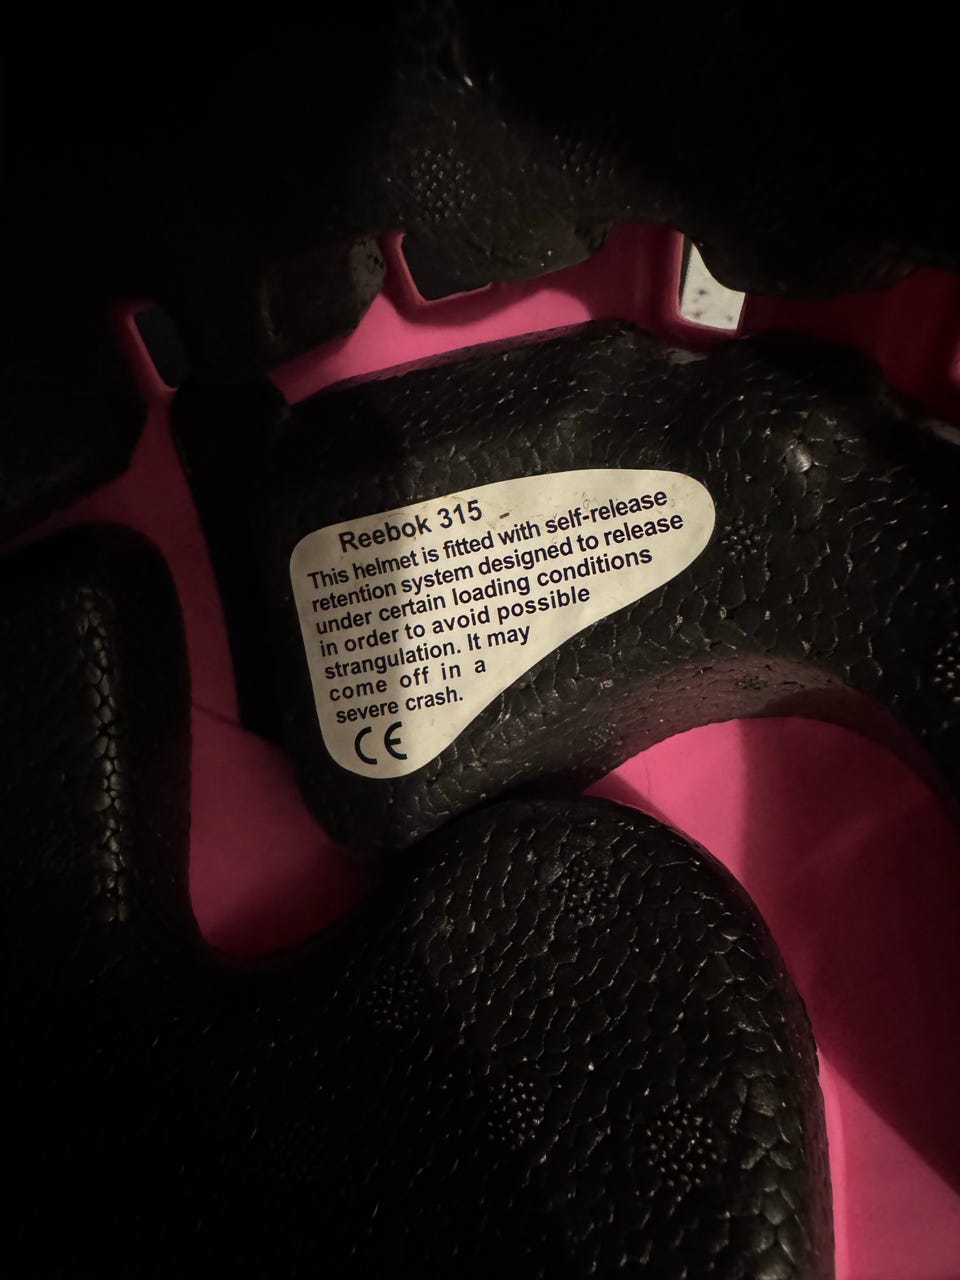 Reebok 315
This helmet is fitted with self-release
retention system designed to release
under certain loading conditions
in order to avoid possible
strangulation. It may
come off in a
severe crash.
CE